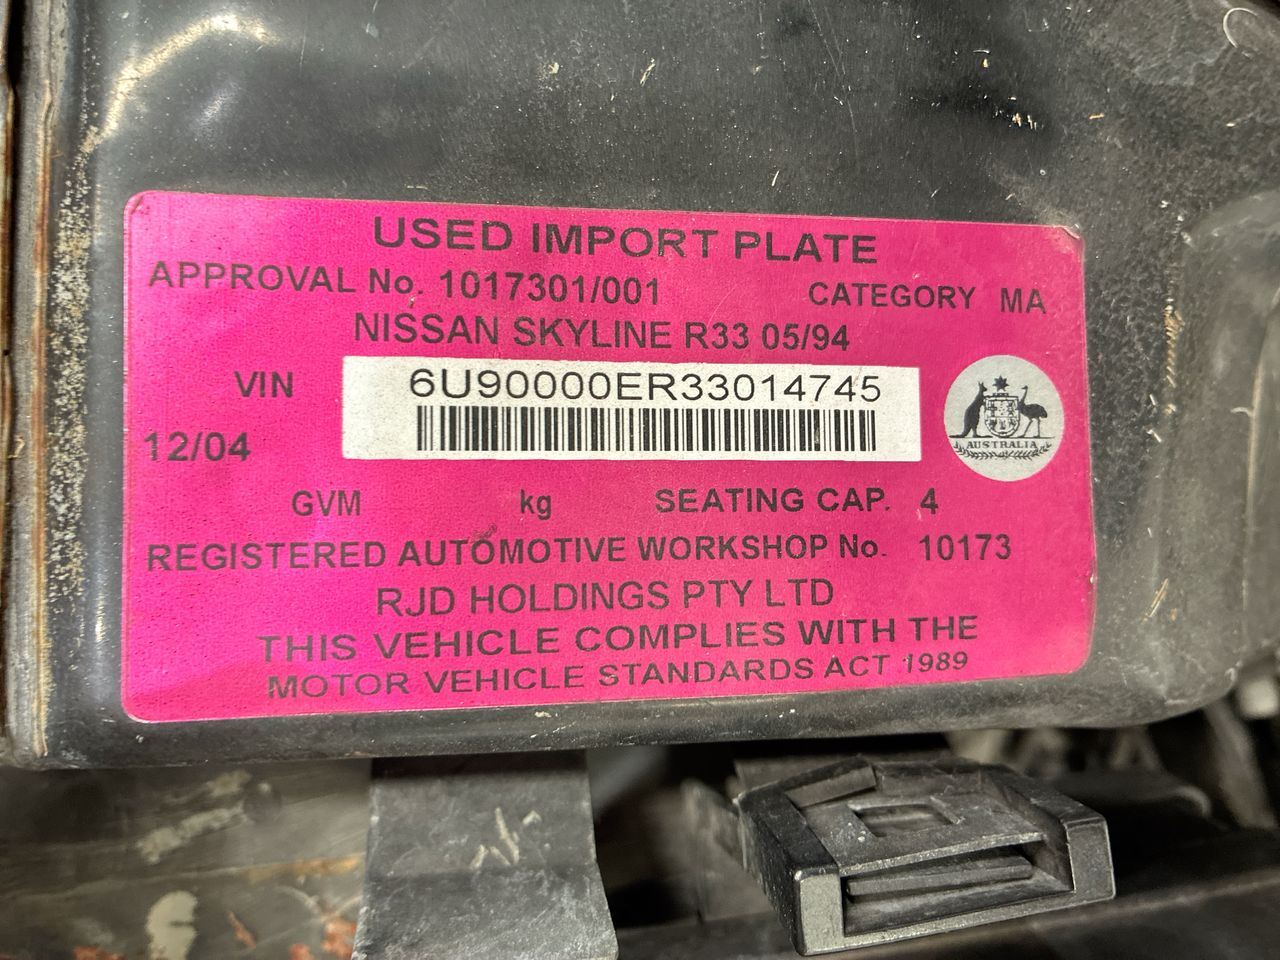 USED IMPORT PLATE
APPROVAL No. 1017301/001 CATEGORY MA
NISSAN SKYLINE R33 05/94
VIN 6U90000ER33014745
12/04
AUSTRALIA
GVM kg SEATING CAP. 4
REGISTERED AUTOMOTIVE WORKSHOP No. 10173
RJD HOLDINGS PTY LTD
THIS VEHICLE COMPLIES WITH THE
MOTOR VEHICLE STANDARDS ACT 1989